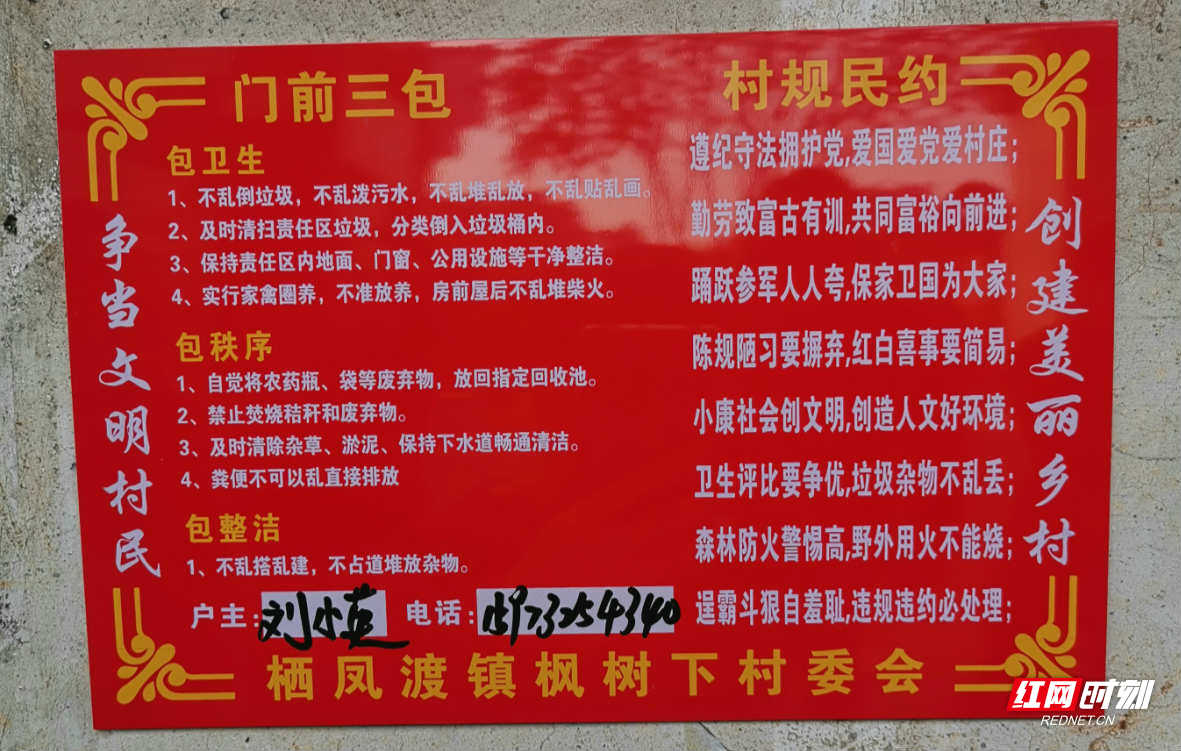 门前三包
包卫生
1、不乱倒垃圾，不乱泼污水，不乱堆乱放，不乱贴乱画。
2、及时清扫责任区垃圾，分类倒入垃圾桶内。
3、保持责任区内地面、门窗、公用设施等干净整洁。
4、实行家禽圈养，不准放养，房前屋后不乱堆柴火。
包秩序
1、自觉将农药瓶、袋等废弃物，放回指定回收池。
2、禁止焚烧秸秆和废弃物。
3、及时清除杂草、淤泥、保持下水道畅通清洁。
4、粪便不可以乱直接排放
包整洁
1、不乱搭乱建，不占道堆放杂物。
户主:刘小英 电话:15973254340
争当文明村民
村规民约
遵纪守法拥护党,爱国爱党爱村庄;
勤劳致富古有训,共同富裕向前进;
踊跃参军人人夸,保家卫国为大家;
陈规陋习要摒弃,红白喜事要简易;
小康社会创文明,创造人文好环境;
卫生评比要争优,垃圾杂物不乱丢;
森林防火警惕高,野外用火不能烧;
逞霸斗狠自羞耻,违规违约必处理;
创建美丽乡村
栖凤渡镇枫树下村委会
红网时刻
REDNET.CN